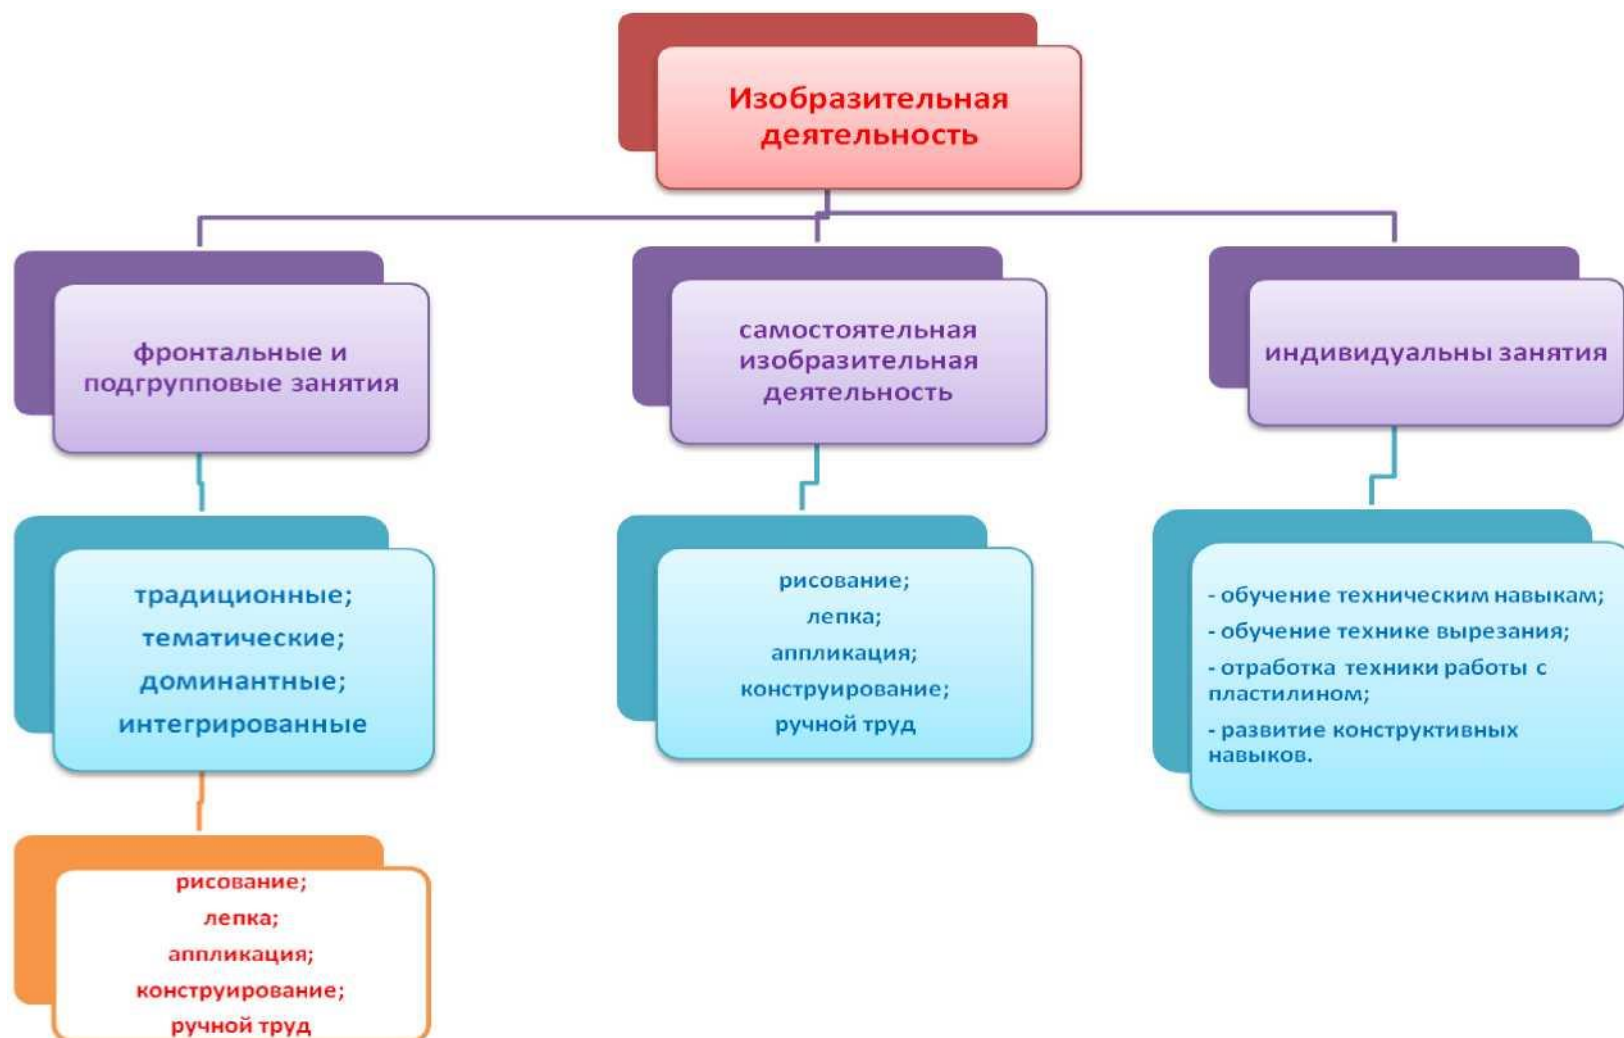 Изобразительная
деятельность
фронтальные и
подгрупповые занятия
самостоятельная
изобразительная
деятельность
индивидуальны занятия
традиционные;
тематические;
доминантные;
интегрированные
рисование;
лепка;
аппликация;
конструирование;
ручной труд
- обучение техническим навыкам;
- обучение технике вырезания;
- отработка техники работы с
пластилином;
- развитие конструктивных
навыков.
рисование;
лепка;
аппликация;
конструирование;
ручной труд